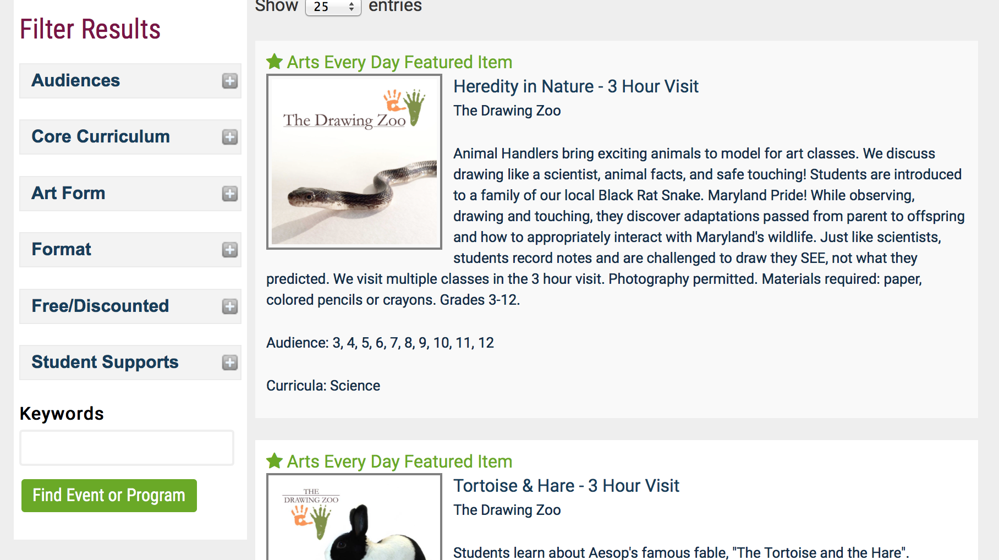 Show 25 entries
Filter Results
Audiences
Core Curriculum
Art Form
Format
Free/Discounted
Student Supports
Keywords
Find Event or Program
Arts Every Day Featured Item
The Drawing Zoo
Heredity in Nature - 3 Hour Visit
The Drawing Zoo
Animal Handlers bring exciting animals to model for art classes. We discuss
drawing like a scientist, animal facts, and safe touching! Students are introduced
to a family of our local Black Rat Snake. Maryland Pride! While observing,
drawing and touching, they discover adaptations passed from parent to offspring
and how to appropriately interact with Maryland's wildlife. Just like scientists,
students record notes and are challenged to draw they SEE, not what they
predicted. We visit multiple classes in the 3 hour visit. Photography permitted. Materials required: paper,
colored pencils or crayons. Grades 3-12.
Audience: 3, 4, 5, 6, 7, 8, 9, 10, 11, 12
Curricula: Science
Arts Every Day Featured Item
THE
DRAWING ZOO
Tortoise & Hare - 3 Hour Visit
The Drawing Zoo
Students learn about Aesop's famous fable, "The Tortoise and the Hare".